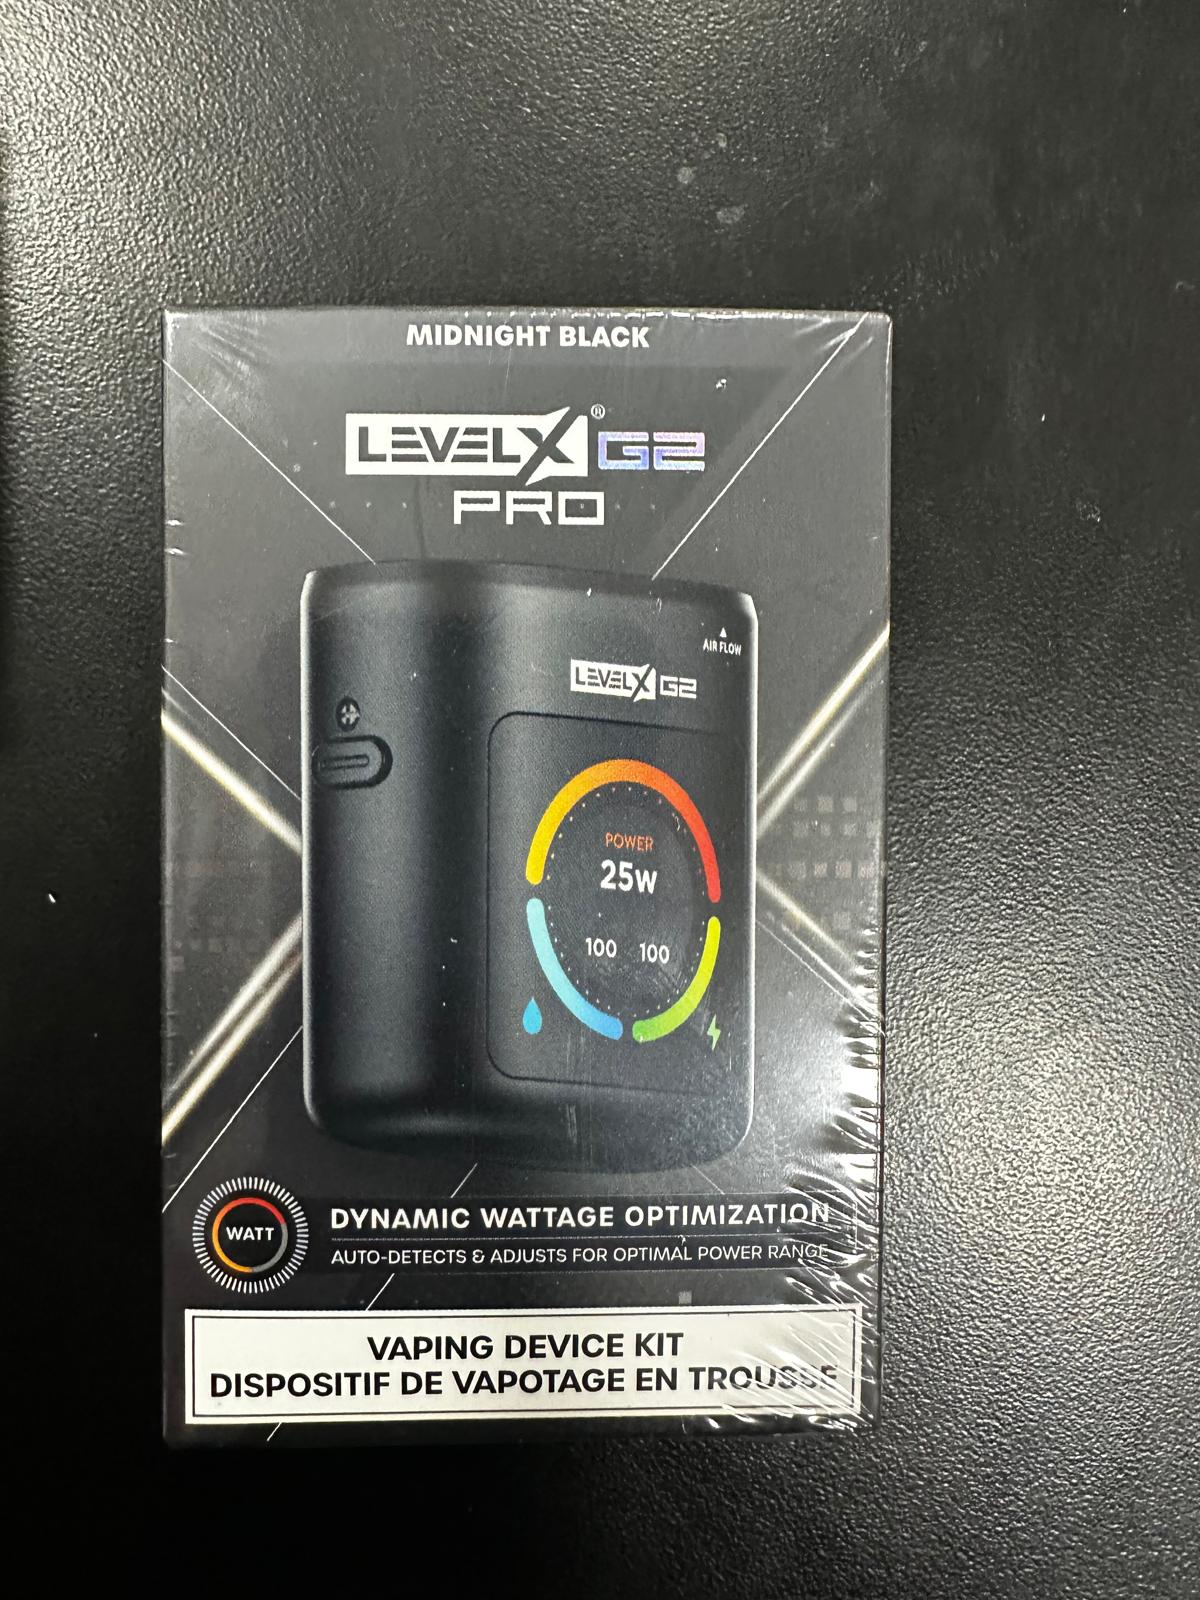 MIDNIGHT BLACK
LEVELX® G2
PRO
AIR FLOW
LEVELX G2
POWER
25W
100 100
WATT
DYNAMIC WATTAGE OPTIMIZATION
AUTO-DETECTS & ADJUSTS FOR OPTIMAL POWER RANGE
VAPING DEVICE KIT
DISPOSITIF DE VAPOTAGE EN TROUSSE